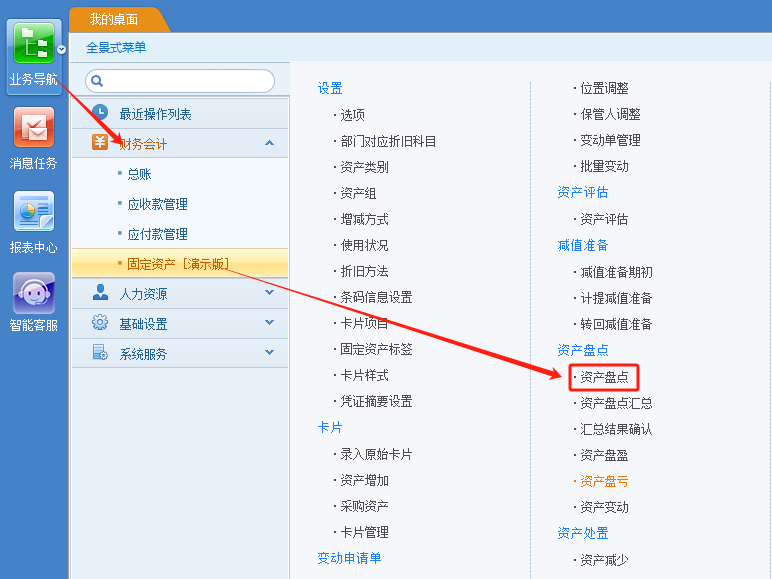 我的桌面
业务导航
消息任务
报表中心
智能客服
全景式菜单
最近操作列表
财务会计
总账
应收款管理
应付款管理
固定资产 [演示版]
人力资源
基础设置
系统服务
设置
·选项
·部门对应折旧科目
·资产类别
·资产组
·增减方式
·使用状况
·折旧方法
·条码信息设置
·卡片项目
·固定资产标签
·卡片样式
·凭证摘要设置
卡片
·录入原始卡片
·资产增加
·采购资产
·卡片管理
变动申请单
·位置调整
·保管人调整
·变动单管理
·批量变动
资产评估
·资产评估
减值准备
·减值准备期初
·计提减值准备
·转回减值准备
资产盘点
·资产盘点
·资产盘点汇总
·汇总结果确认
·资产盘盈
·资产盘亏
·资产变动
资产处置
·资产减少